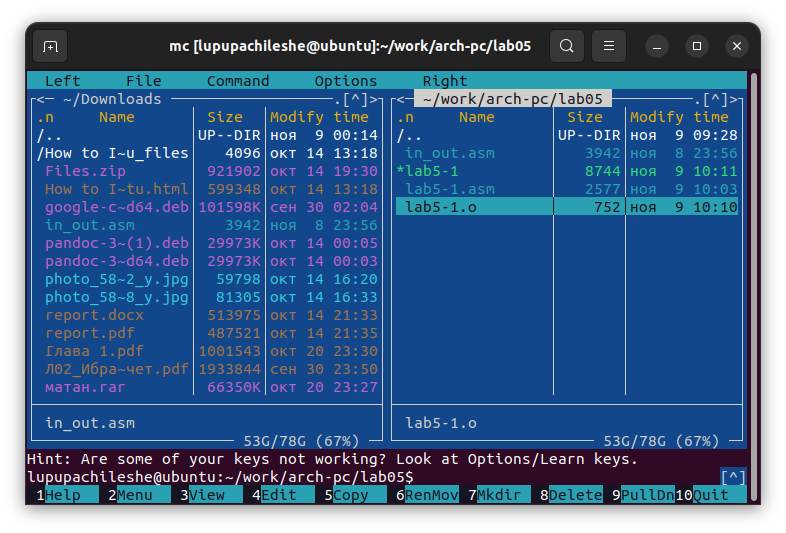 mc [lupupachileshe@ubuntu]:~/work/arch-pc/lab05
Left File Command Options Right
<─ ~/Downloads ─.[^]>
.n Name Size Modify time
/.. UP--DIR ноя 9 00:14
/How to I~u_files 4096 окт 14 13:18
Files.zip 921902 окт 14 19:30
How to I~tu.html 599348 окт 14 13:18
google-c~d64.deb 101598K сен 30 02:04
in_out.asm 3942 ноя 8 23:56
pandoc-3~(1).deb 29973K окт 14 00:05
pandoc-3~d64.deb 29973K окт 14 00:03
photo_58~2_y.jpg 59798 окт 14 16:20
photo_58~8_y.jpg 81305 окт 14 16:33
report.docx 513975 окт 14 21:33
report.pdf 487521 окт 14 21:35
Глава 1.pdf 1001543 окт 20 23:30
Л02_Ибра~чет.pdf 1933844 сен 30 23:50
матан.rar 66350K окт 20 23:27
in_out.asm
53G/78G (67%)
<─ ~/work/arch-pc/lab05 ─.[^]>
.n Name Size Modify time
/.. UP--DIR ноя 9 09:28
in_out.asm 3942 ноя 8 23:56
*lab5-1 8744 ноя 9 10:11
lab5-1.asm 2577 ноя 9 10:03
lab5-1.o 752 ноя 9 10:10
lab5-1.o
53G/78G (67%)
Hint: Are some of your keys not working? Look at Options/Learn keys.
lupupachileshe@ubuntu:~/work/arch-pc/lab05$ [^]
1Help 2Menu 3View 4Edit 5Copy 6RenMov 7Mkdir 8Delete 9PullDn 10Quit